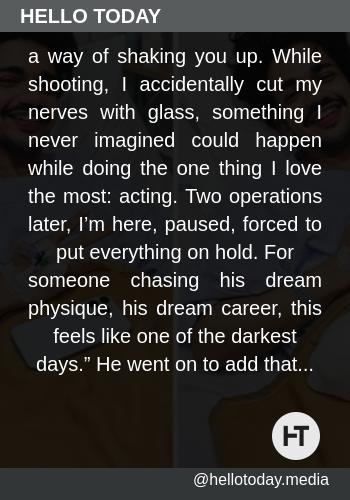 HELLO TODAY
a way of shaking you up. While
shooting, I accidentally cut my
nerves with glass, something I
never imagined could happen
while doing the one thing I love
the most: acting. Two operations
later, I’m here, paused, forced to
put everything on hold. For
someone chasing his dream
physique, his dream career, this
feels like one of the darkest
days.” He went on to add that...
HT
@hellotoday.media